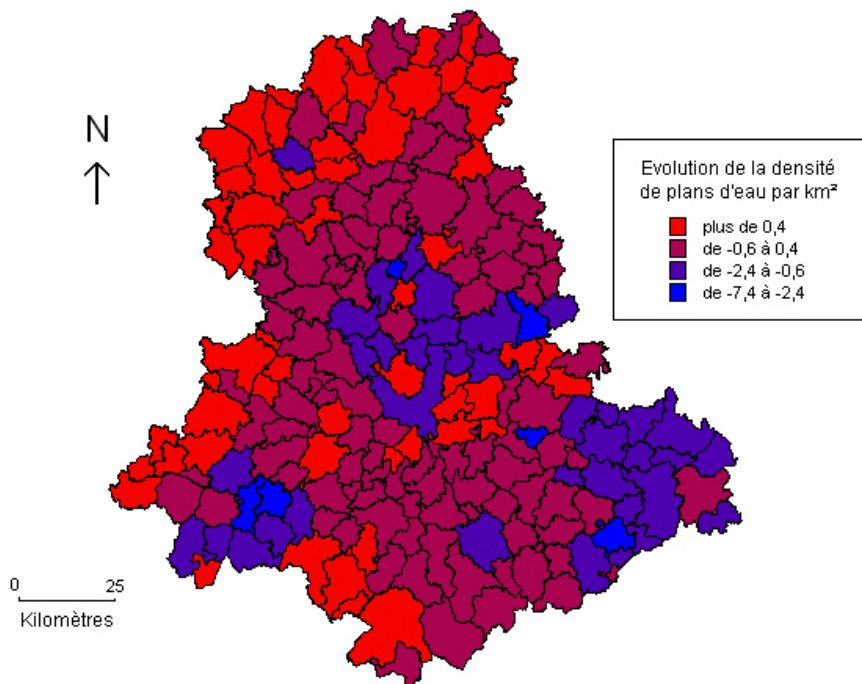 N
Evolution de la densité
de plans d'eau par km²
plus de 0,4
de -0,6 à 0,4
de -2,4 à -0,6
de -7,4 à -2,4
0 25
Kilomètres